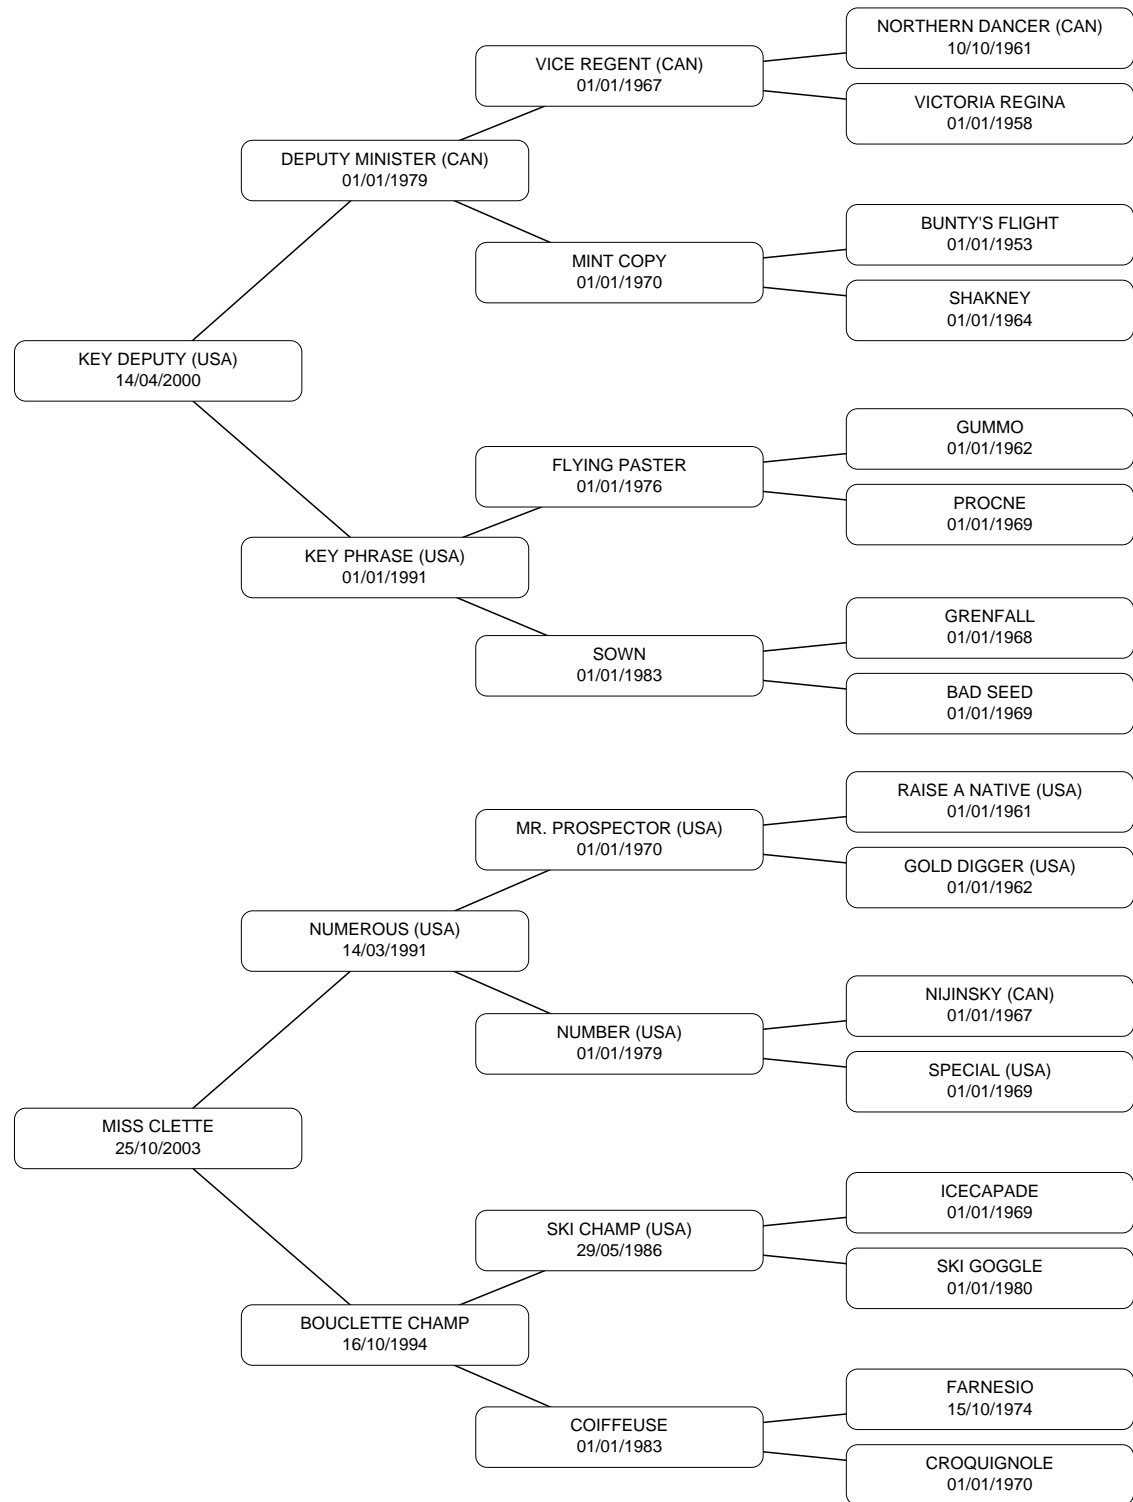 NORTHERN DANCER (CAN)
10/10/1961
VICE REGENT (CAN)
01/01/1967
VICTORIA REGINA
01/01/1958
DEPUTY MINISTER (CAN)
01/01/1979
BUNTY'S FLIGHT
01/01/1953
MINT COPY
01/01/1970
SHAKNEY
01/01/1964
KEY DEPUTY (USA)
14/04/2000
GUMMO
01/01/1962
FLYING PASTER
01/01/1976
PROCNE
01/01/1969
KEY PHRASE (USA)
01/01/1991
GRENFALL
01/01/1968
SOWN
01/01/1983
BAD SEED
01/01/1969
RAISE A NATIVE (USA)
01/01/1961
MR. PROSPECTOR (USA)
01/01/1970
GOLD DIGGER (USA)
01/01/1962
NUMEROUS (USA)
14/03/1991
NIJINSKY (CAN)
01/01/1967
NUMBER (USA)
01/01/1979
SPECIAL (USA)
01/01/1969
MISS CLETTE
25/10/2003
ICECAPADE
01/01/1969
SKI CHAMP (USA)
29/05/1986
SKI GOGGLE
01/01/1980
BOUCLETTE CHAMP
16/10/1994
FARNESIO
15/10/1974
COIFFEUSE
01/01/1983
CROQUIGNOLE
01/01/1970